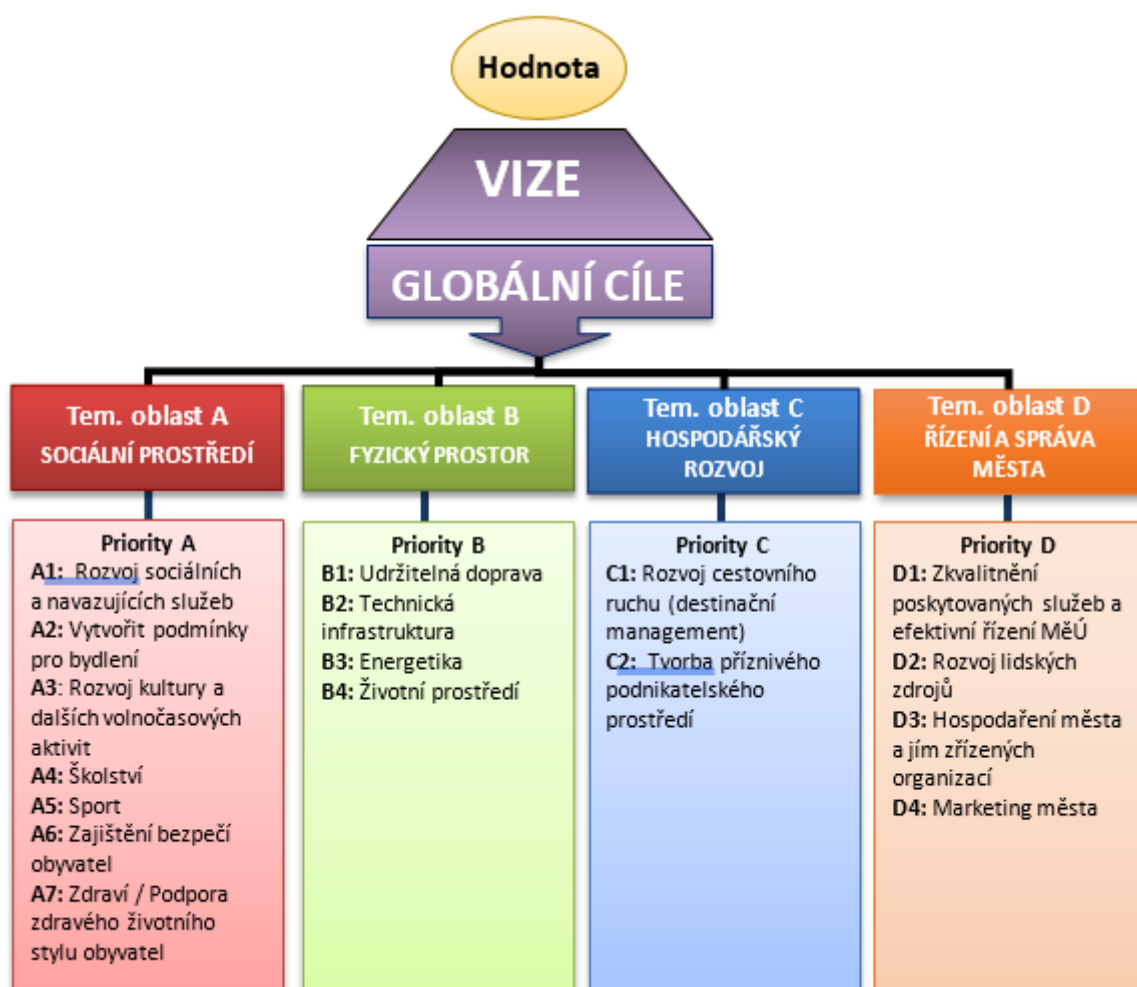 Hodnota
VIZE
GLOBÁLNÍ CÍLE
Tem. oblast A
SOCIÁLNÍ PROSTŘEDÍ
Tem. oblast B
FYZICKÝ PROSTOR
Tem. oblast C
HOSPODÁŘSKÝ
ROZVOJ
Tem. oblast D
ŘÍZENÍ A SPRÁVA
MĚSTA
Priority A
A1: Rozvoj sociálních
a navazujících služeb
A2: Vytvořit podmínky
pro bydlení
A3: Rozvoj kultury a
dalších volnočasových
aktivit
A4: Školství
A5: Sport
A6: Zajištění bezpečí
obyvatel
A7: Zdraví / Podpora
zdravého životního
stylu obyvatel
Priority B
B1: Udržitelná doprava
B2: Technická
infrastruktura
B3: Energetika
B4: Životní prostředí
Priority C
C1: Rozvoj cestovního
ruchu (destinační
management)
C2: Tvorba příznivého
podnikatelského
prostředí
Priority D
D1: Zkvalitnění
poskytovaných služeb a
efektivní řízení MěÚ
D2: Rozvoj lidských
zdrojů
D3: Hospodaření města
a jím zřízených
organizací
D4: Marketing města